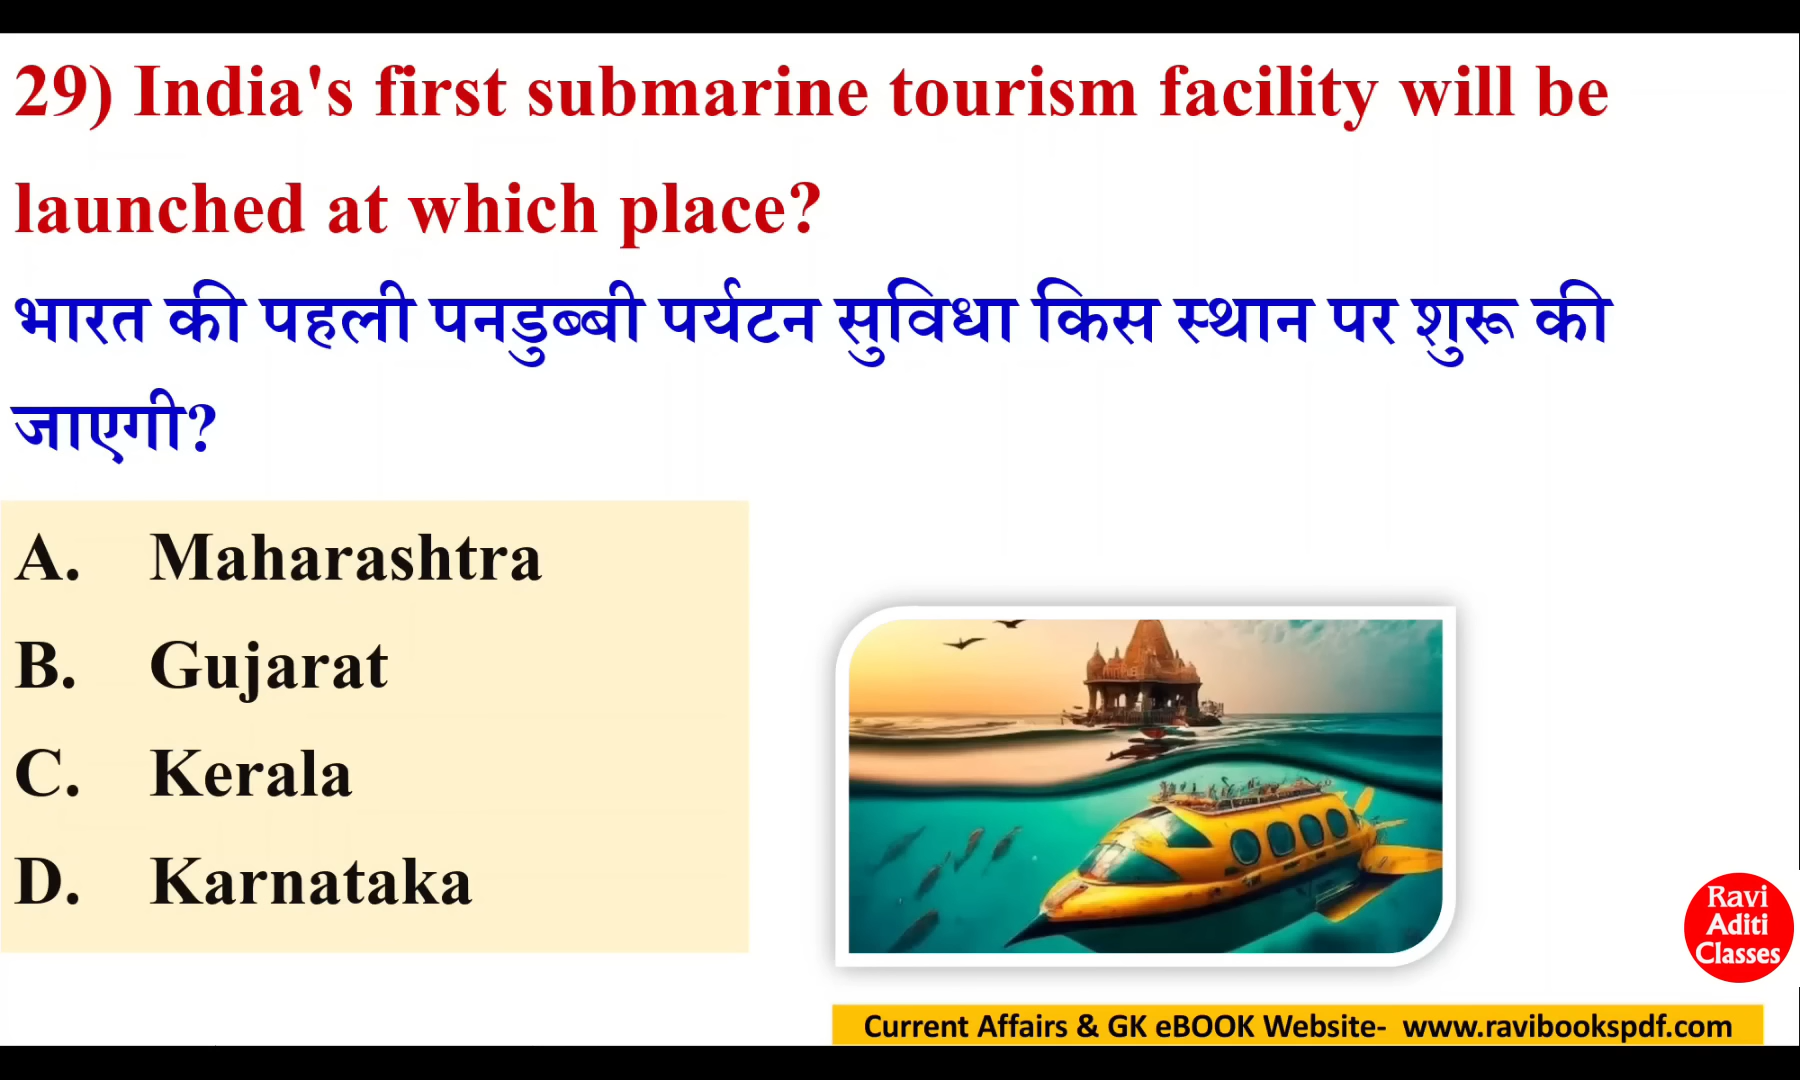 29) India's first submarine tourism facility will be
launched at which place?
भारत की पहली पनडुब्बी पर्यटन सुविधा किस स्थान पर शुरू की
जाएगी?
A. Maharashtra
B. Gujarat
C. Kerala
D. Karnataka
Ravi
Aditi
Classes
Current Affairs & GK eBOOK Website- www.ravibookspdf.com